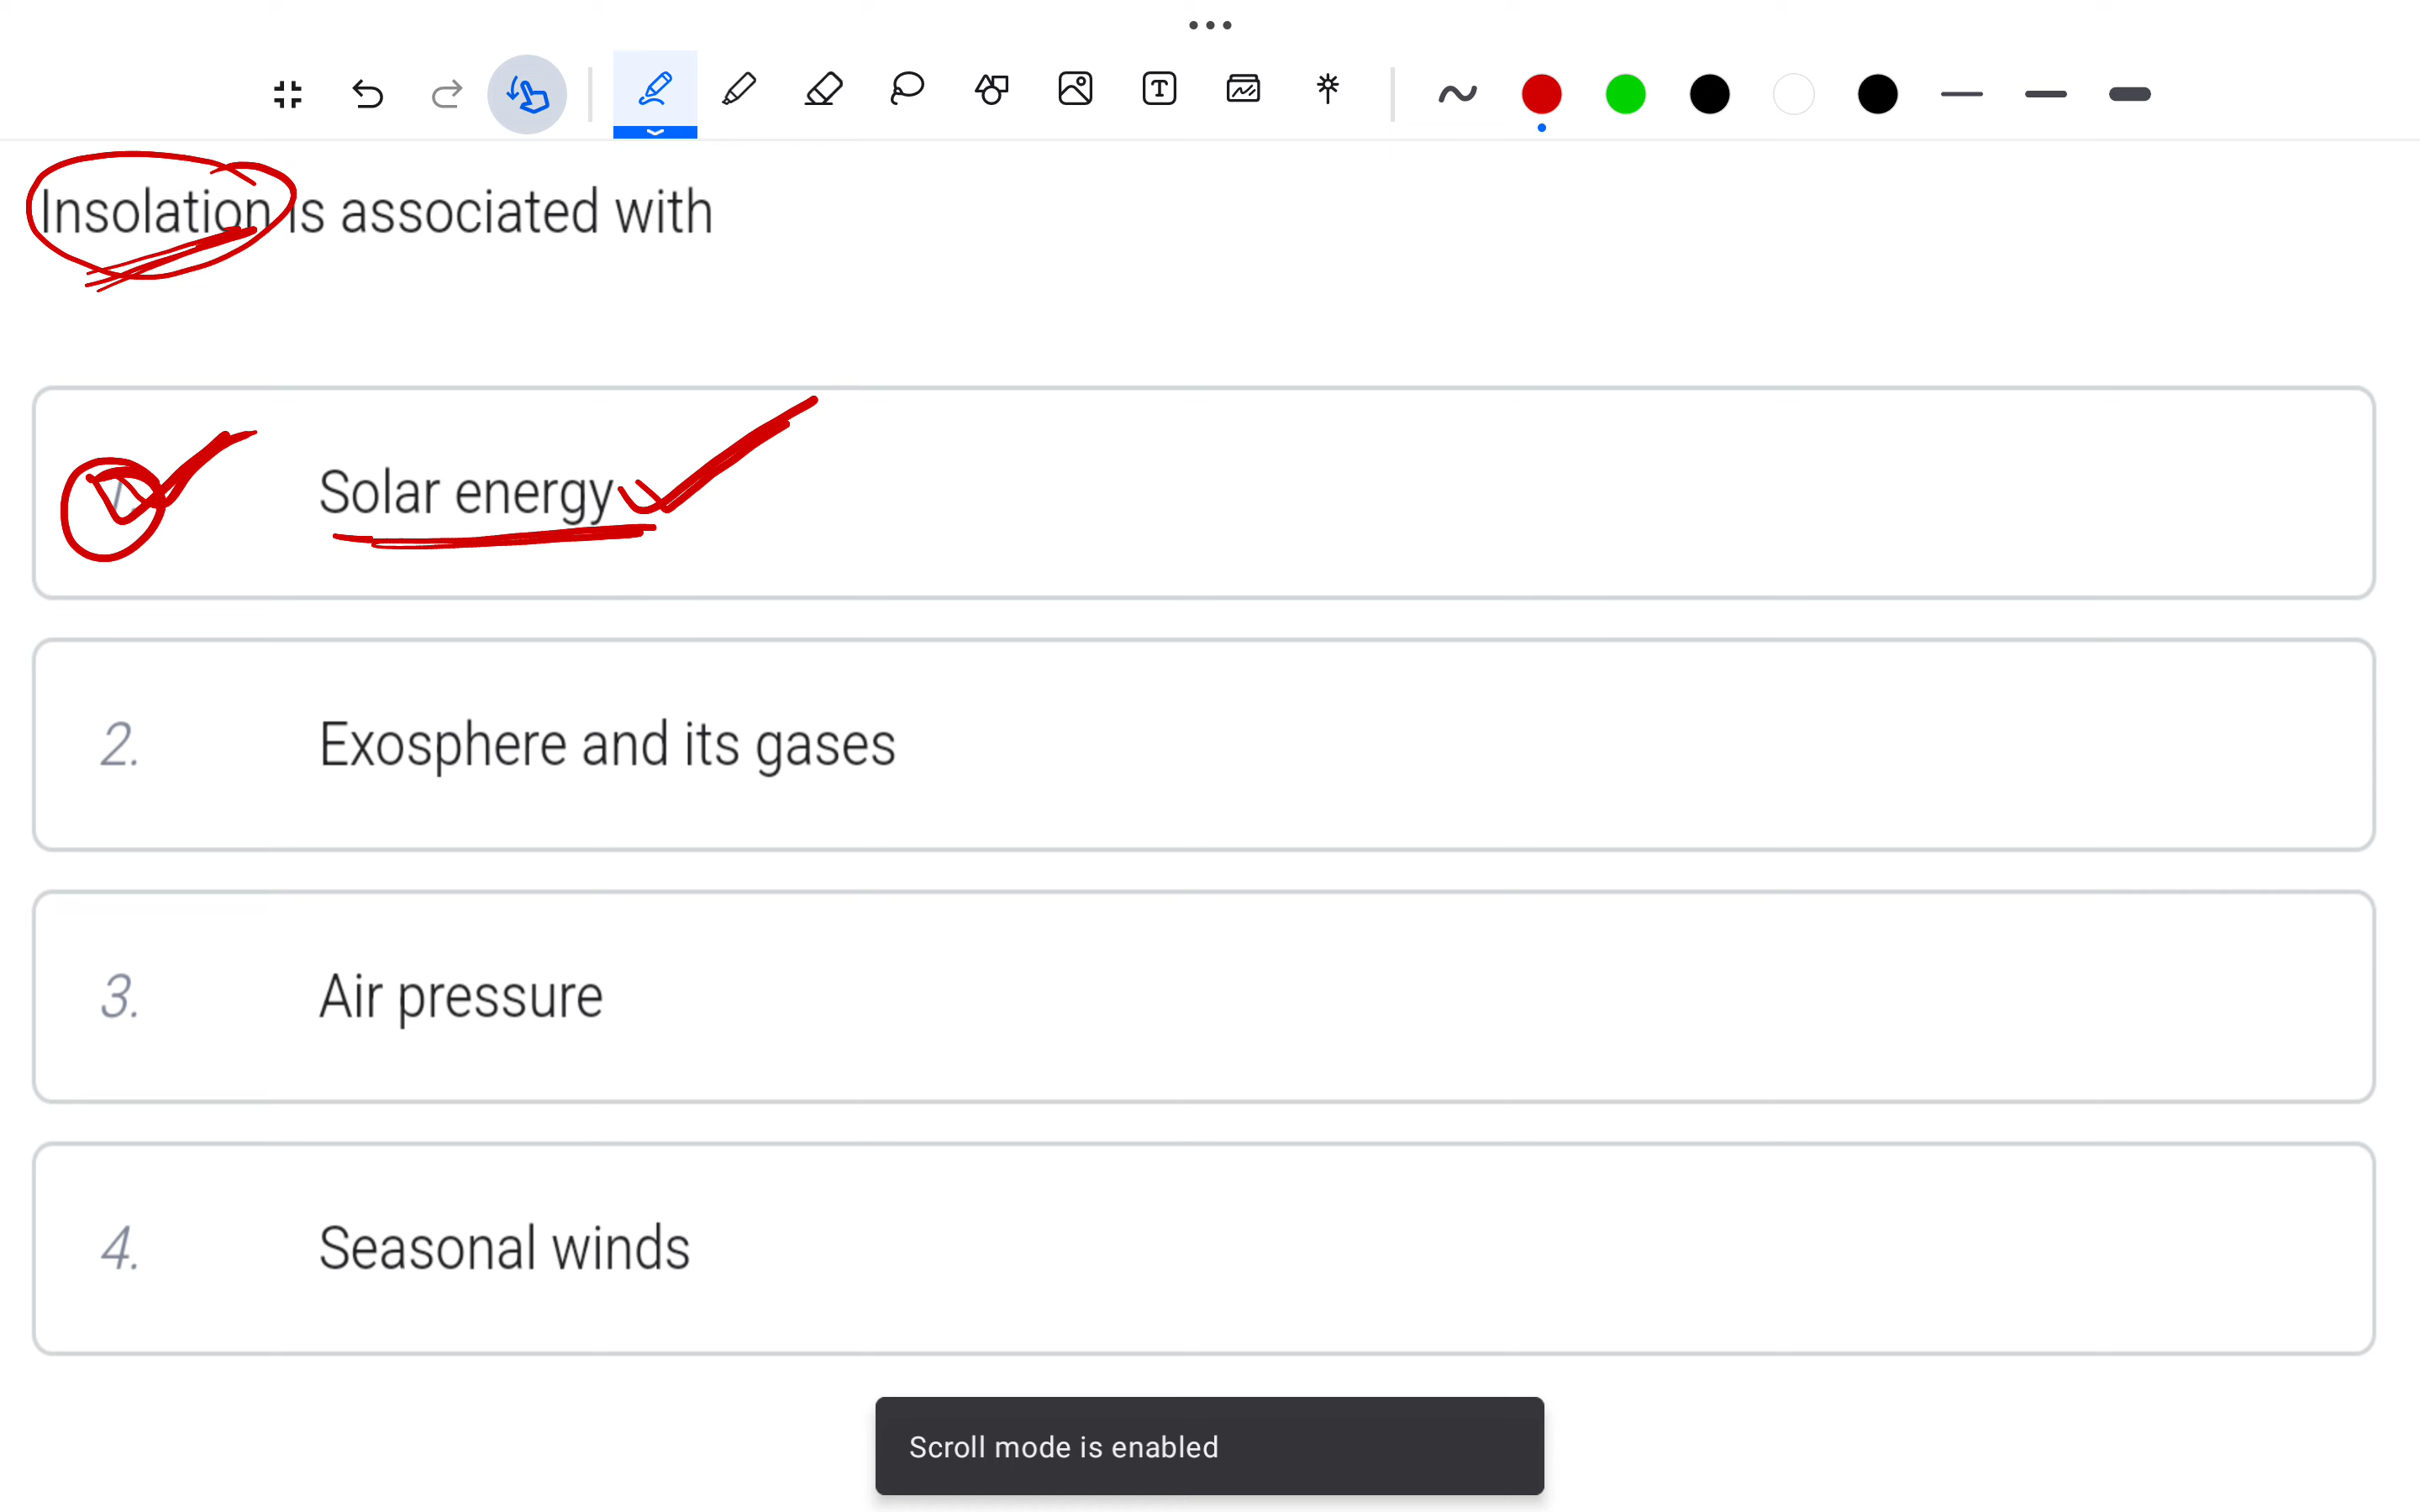 Insolation is associated with
1. Solar energy
2. Exosphere and its gases
3. Air pressure
4. Seasonal winds
Scroll mode is enabled